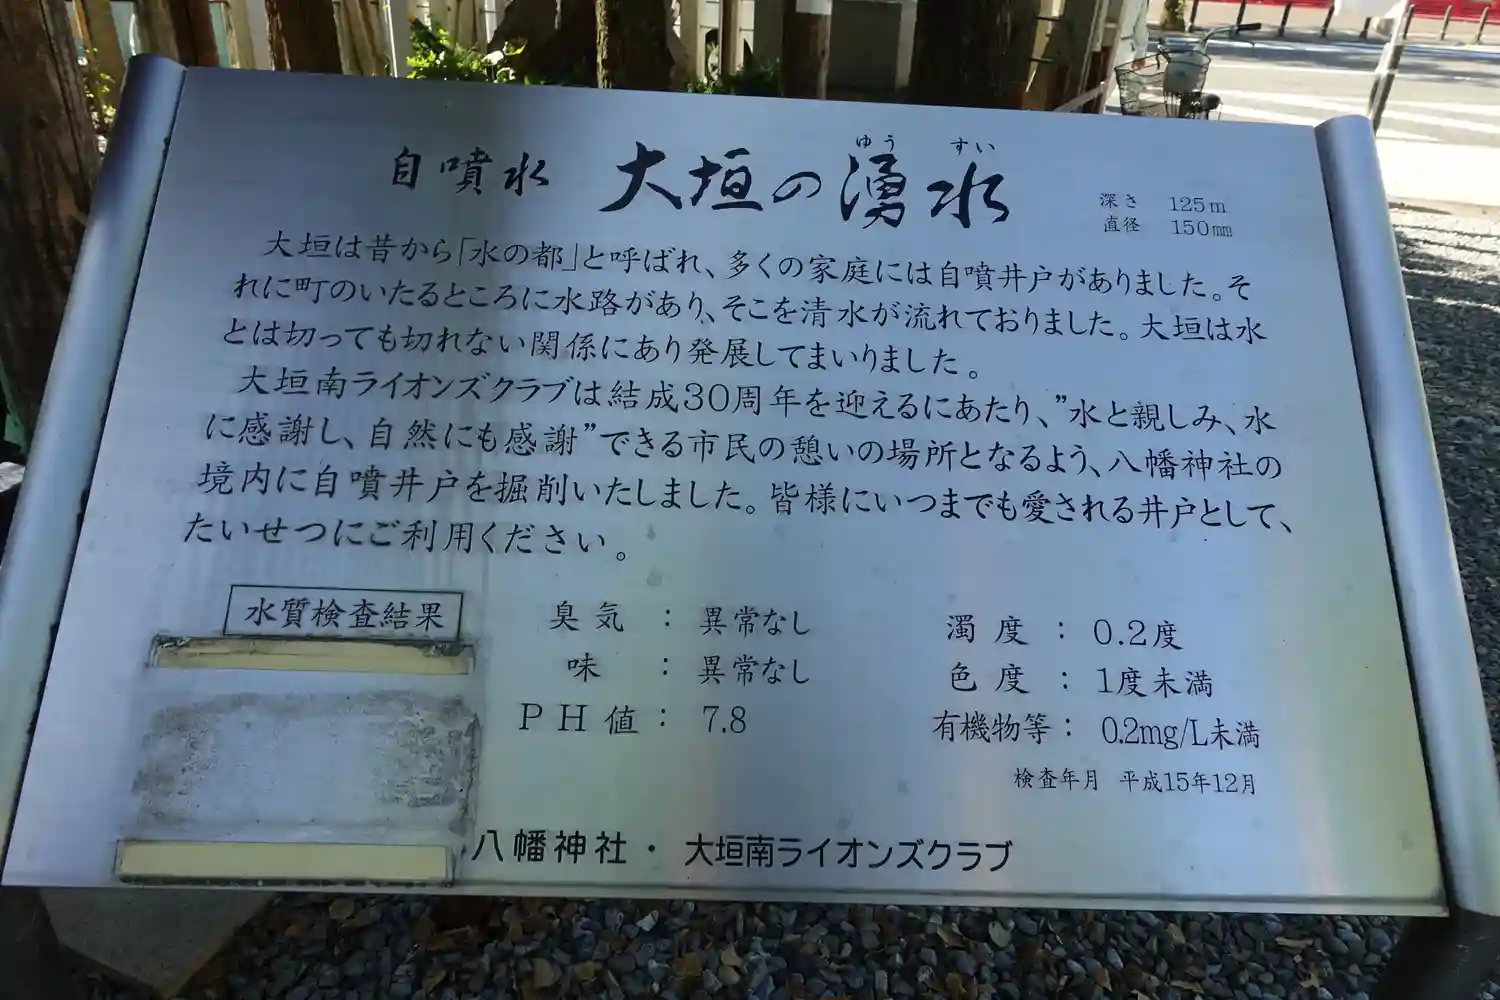 自噴水 大垣の湧水
ゆうすい
深さ 125m
直径 150㎜
大垣は昔から「水の都」と呼ばれ、多くの家庭には自噴井戸がありました。そ
れに町のいたるところに水路があり、そこを清水が流れておりました。大垣は水
とは切っても切れない関係にあり発展してまいりました。
大垣南ライオンズクラブは結成30周年を迎えるにあたり、”水と親しみ、水
に感謝し、自然にも感謝”できる市民の憩いの場所となるよう、八幡神社の
境内に自噴井戸を掘削いたしました。皆様にいつまでも愛される井戸として、
たいせつにご利用ください。
水質検査結果
臭気：異常なし
味：異常なし
PH値：7.8
濁度：0.2度
色度：1度未満
有機物等：0.2mg/L未満
検査年月 平成15年12月
八幡神社・大垣南ライオンズクラブ